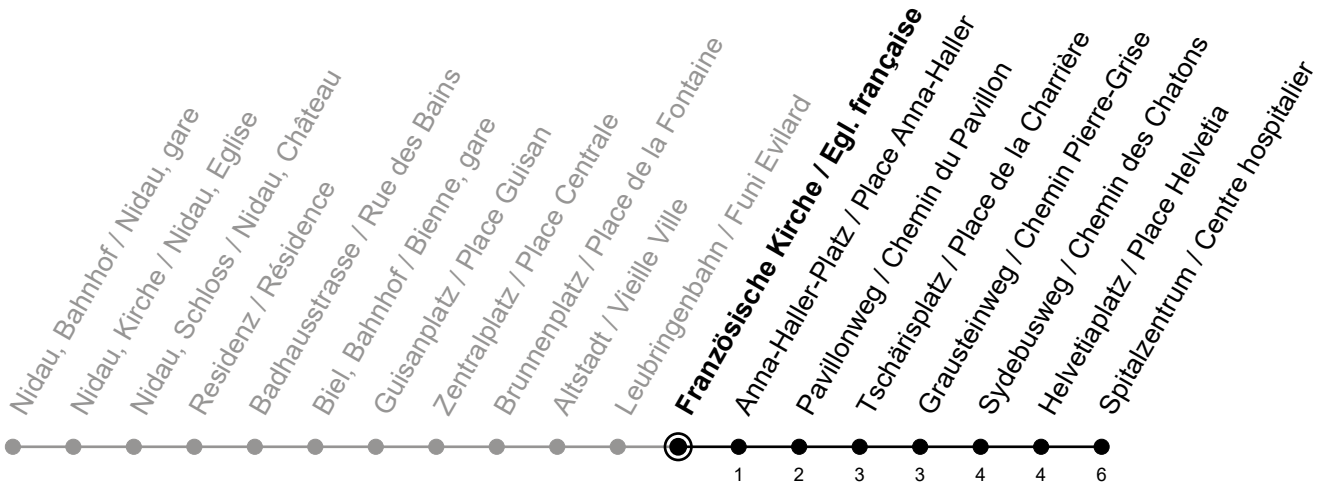 Nidau, Bahnhof / Nidau, gare
Nidau, Kirche / Nidau, Eglise
Nidau, Schloss / Nidau, Château
Residenz / Résidence
Badhausstrasse / Rue des Bains
Biel, Bahnhof / Bienne, gare
Guisanplatz / Place Guisan
Zentralplatz / Place Centrale
Brunnenplatz / Place de la Fontaine
Altstadt / Vieille Ville
Leubringenbahn / Funi Evilard
Französische Kirche / Egl. française
Anna-Haller-Platz / Place Anna-Haller
Pavillonweg / Chemin du Pavillon
Tschärisplatz / Place de la Charrière
Grausteinweg / Chemin Pierre-Grise
Sydebusweg / Chemin des Chatons
Helvetiaplatz / Place Helvetia
Spitalzentrum / Centre hospitalier
1 2 3 3 4 4 6